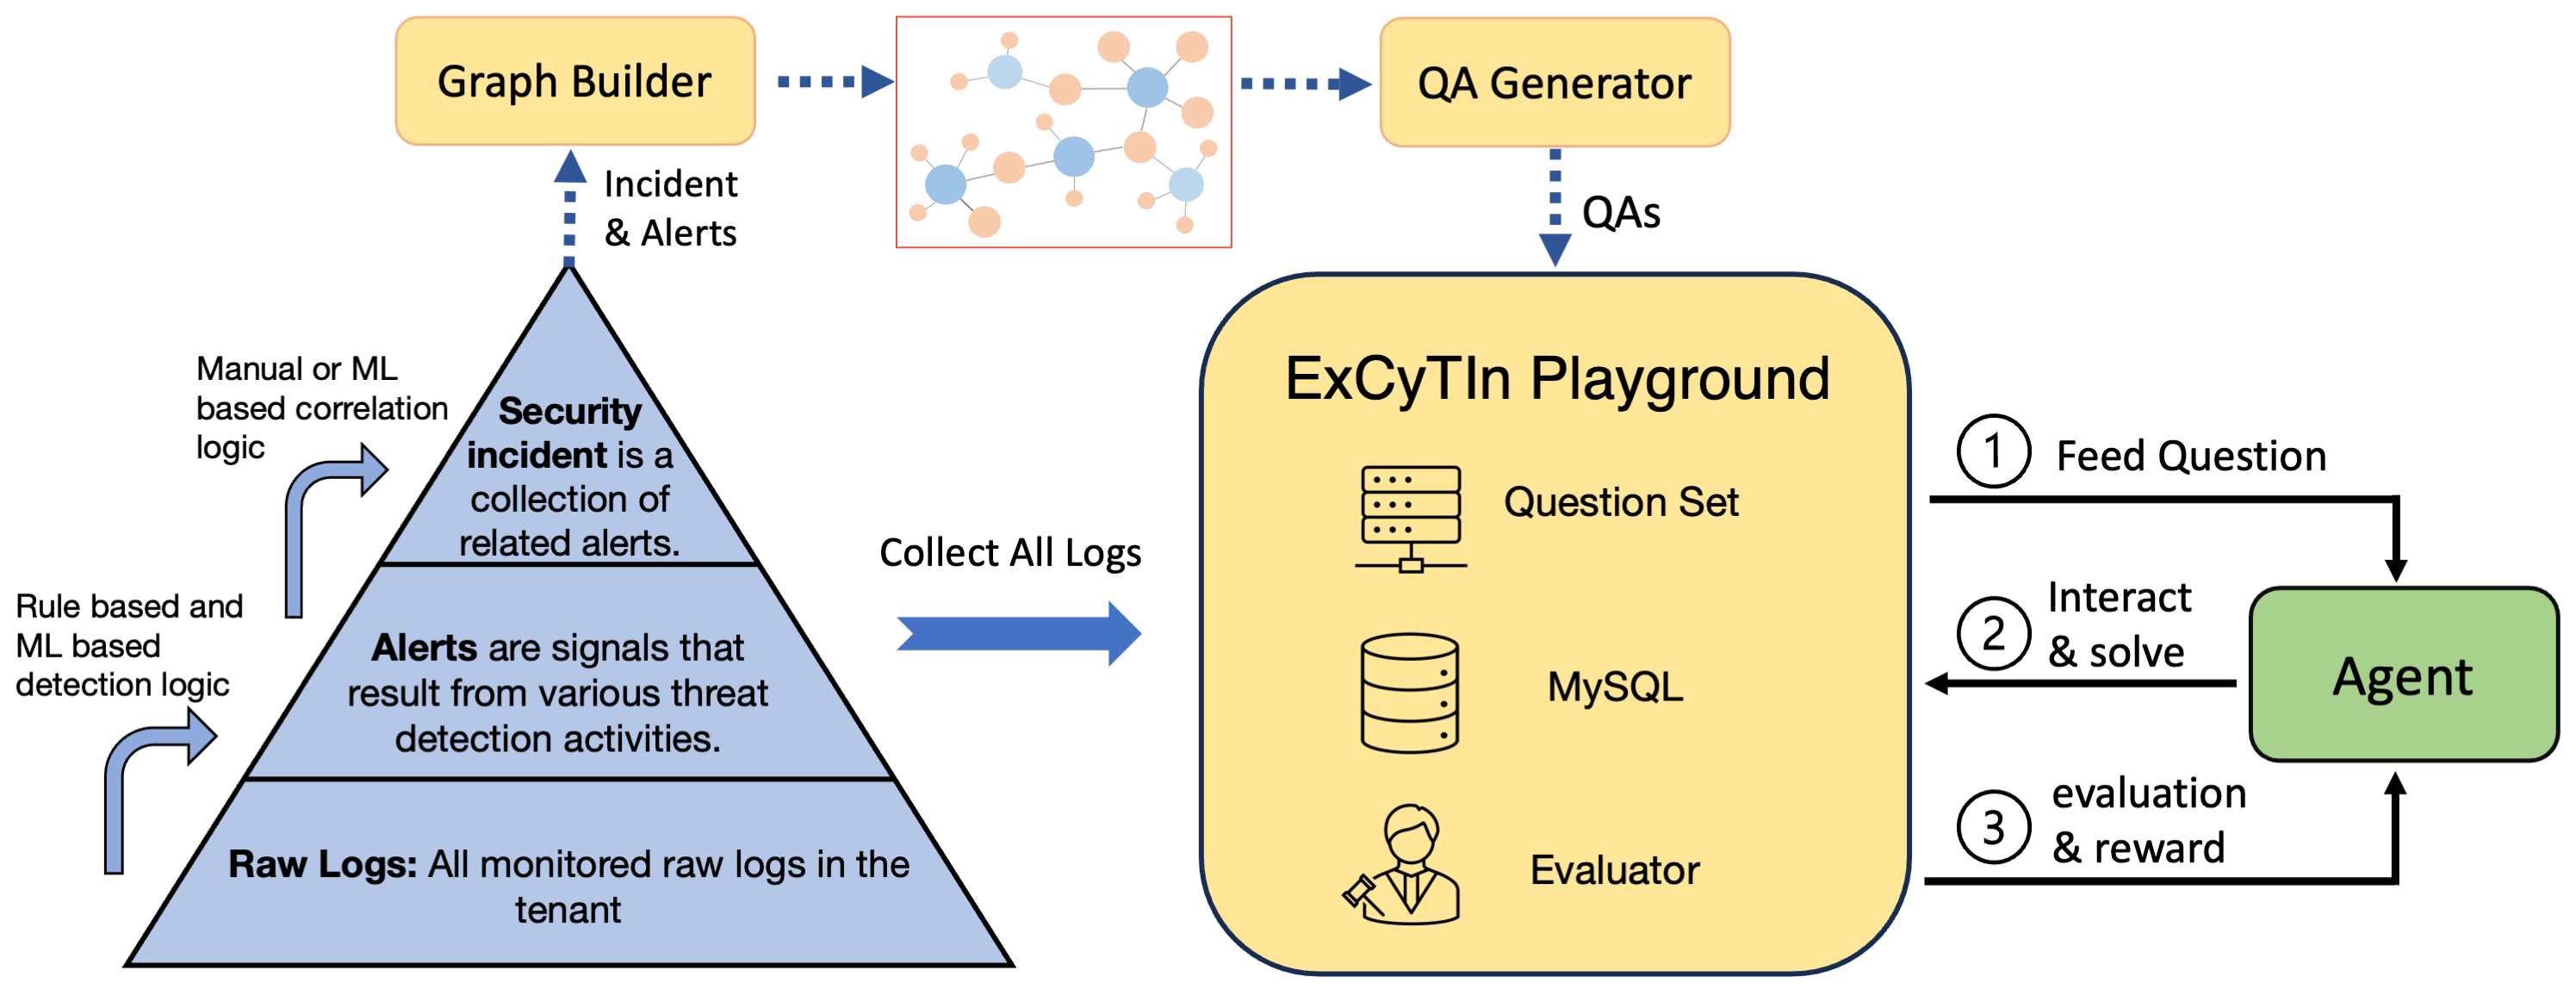 Graph Builder
QA Generator
Incident
& Alerts
QAs
Manual or ML
based correlation
logic
Security
incident is a
collection of
related alerts.
Rule based and
ML based
detection logic
Alerts are signals that
result from various threat
detection activities.
Raw Logs: All monitored raw logs in the
tenant
Collect All Logs
ExCyTIn Playground
Question Set
MySQL
Evaluator
1 Feed Question
2 Interact
& solve
Agent
3 evaluation
& reward